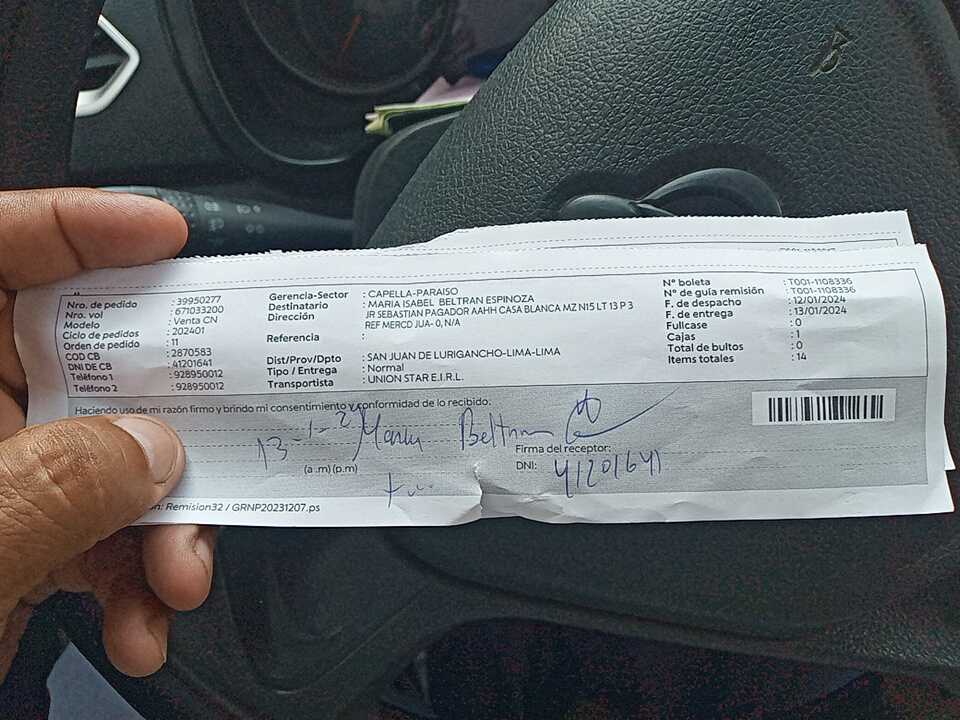 Nro. de pedido : 39950277
Nro. vol : 671033200
Modelo : Venta CN
Ciclo de pedidos : 202401
Orden de pedido : 11
COD CB : 2870583
DNI DE CB : 41201641
Teléfono 1 : 928950012
Teléfono 2 : 928950012
Gerencia-Sector : CAPELLA-PARAISO
Destinatario : MARIA ISABEL BELTRAN ESPINOZA
Dirección : JR SEBASTIAN PAGADOR AAHH CASA BLANCA MZ N15 LT 13 P 3
REF MERCD JUA- 0, N/A
Referencia :
Dist/Prov/Dpto : SAN JUAN DE LURIGANCHO-LIMA-LIMA
Tipo / Entrega : Normal
Transportista : UNION STAR E.I.R.L.
N° boleta : T001-1108336
N° de guía remisión : T001-1108336
F. de despacho : 12/01/2024
F. de entrega : 13/01/2024
Fullcase : 0
Cajas : 1
Total de bultos : 0
Items totales : 14
Haciendo uso de mi razón firmo y brindo mi consentimiento y conformidad de lo recibido.
13-1-2 Beltran
(a.m) (p.m)
Firma del receptor:
DNI: 41201641
: Remision32 / GRNP20231207.ps